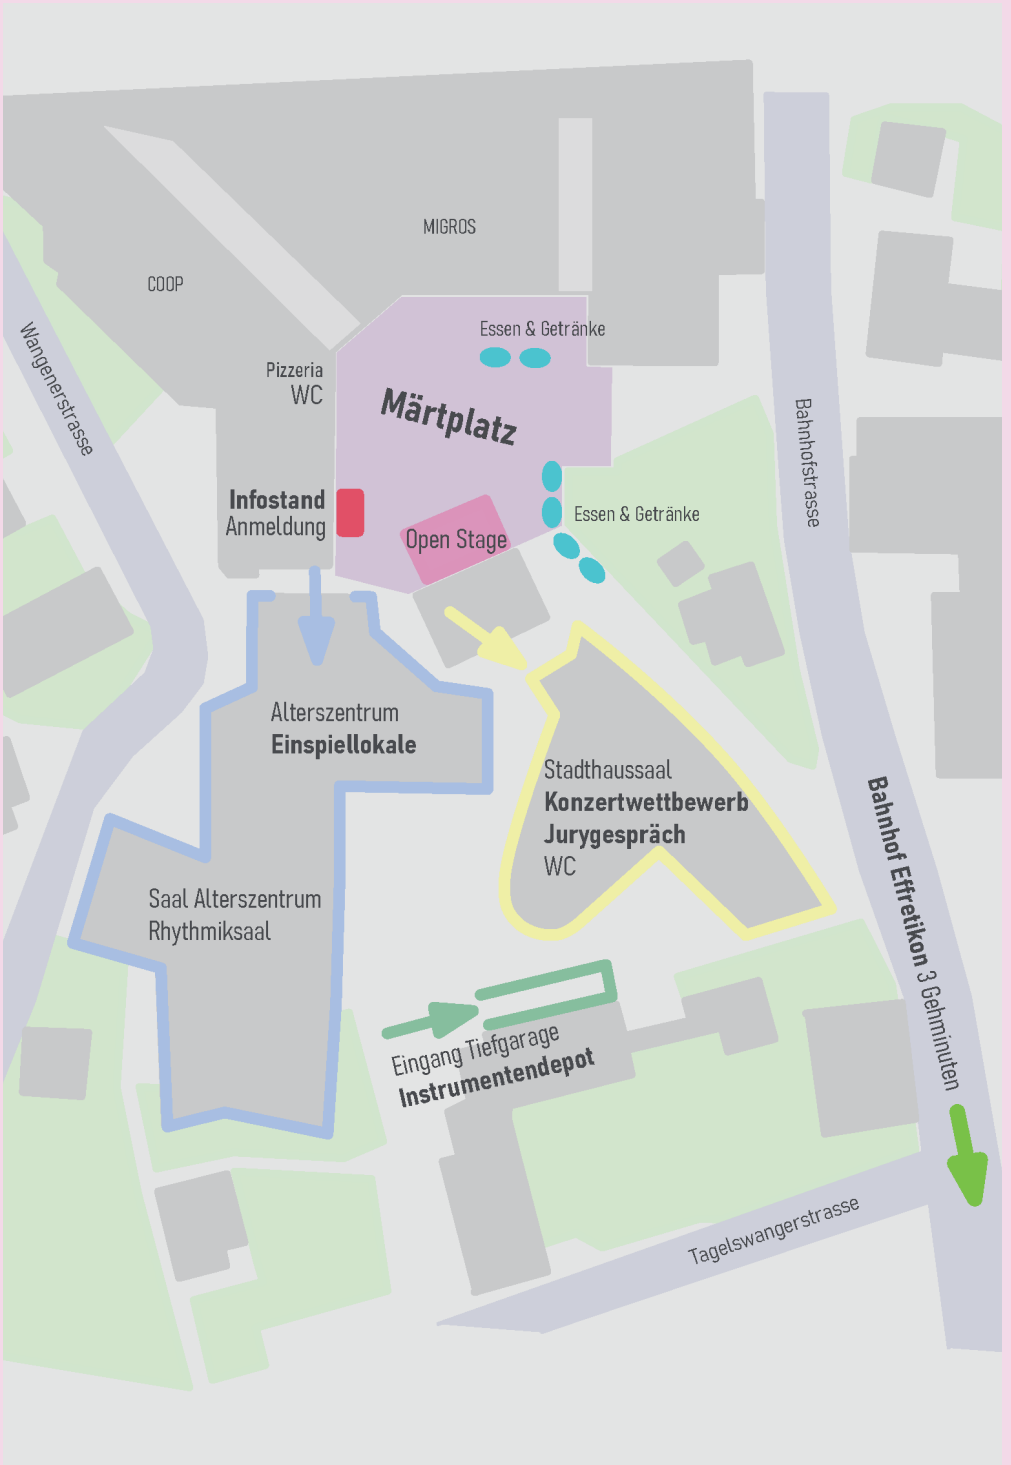 MIGROS
COOP
Essen & Getränke
Wangenerstrasse
Pizzeria
WC
Märtplatz
Bahnhofstrasse
Infostand
Anmeldung
Open Stage
Essen & Getränke
Alterszentrum
Einspiellokale
Stadthaussaal
Konzertwettbewerb
Jurygespräch
WC
Saal Alterszentrum
Rhythmiksaal
Bahnhof Effretikon 3 Gehminuten
Eingang Tiefgarage
Instrumentendepot
Tagelswangerstrasse